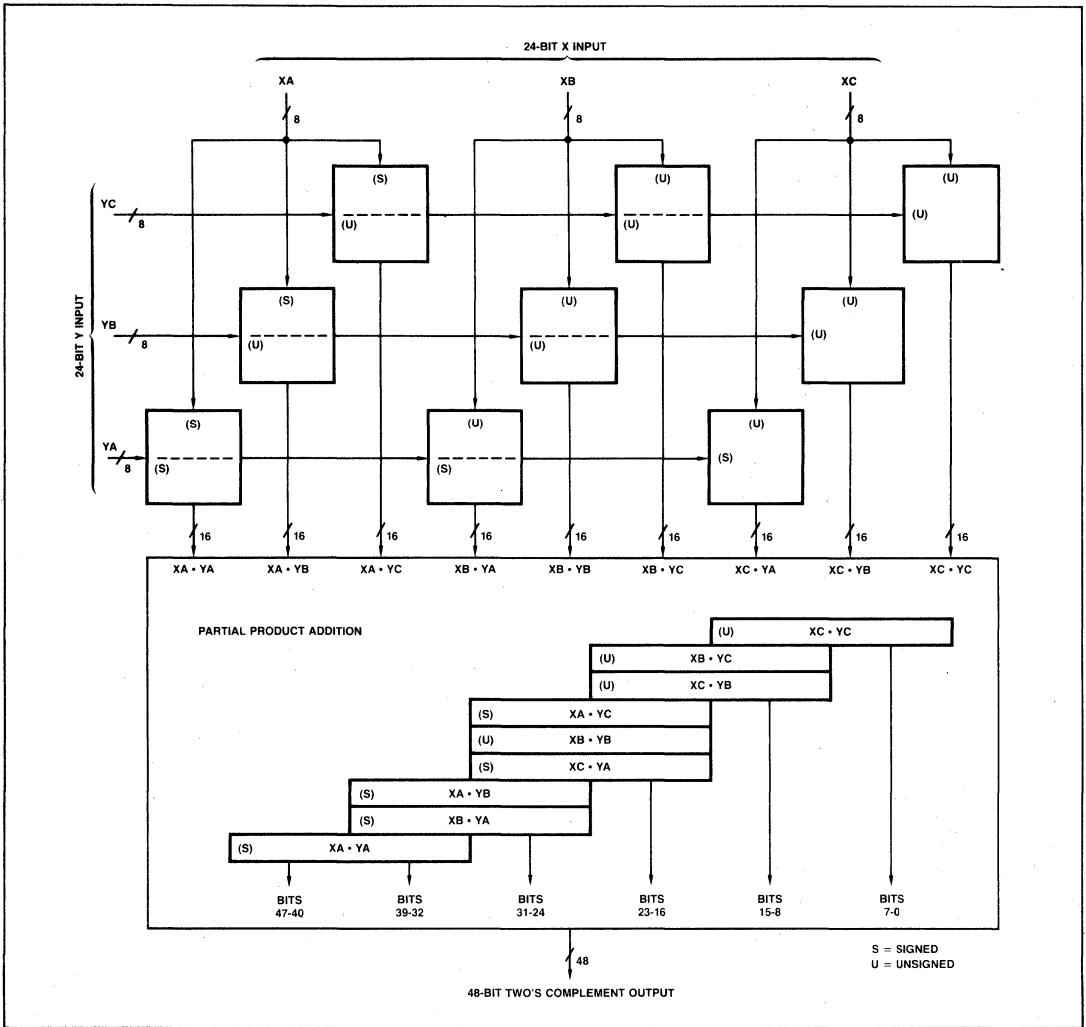 24-BIT X INPUT
XA XB XC
8 8 8
(S) (U) (U)
YC
8
(U) (U) (U)
24-BIT Y INPUT
(S) (U) (U)
YB
8
(U) (U) (U)
(S) (U) (U)
YA
8
(S) (S) (S)
16 16 16 16 16 16 16 16 16
XA • YA XA • YB XA • YC XB • YA XB • YB XB • YC XC • YA XC • YB XC • YC
PARTIAL PRODUCT ADDITION
(U) XC • YC
(U) XB • YC
(U) XC • YB
(S) XA • YC
(U) XB • YB
(S) XC • YA
(S) XA • YB
(S) XB • YA
(S) XA • YA
BITS BITS BITS BITS BITS BITS
47-40 39-32 31-24 23-16 15-8 7-0
S = SIGNED
U = UNSIGNED
48
48-BIT TWO'S COMPLEMENT OUTPUT